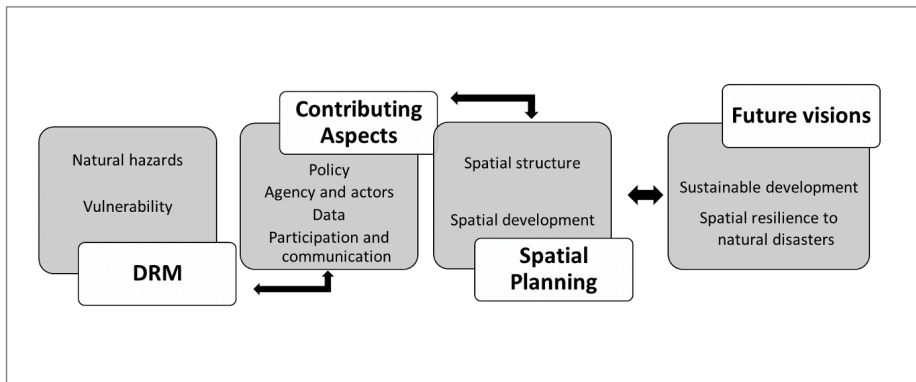 Natural hazards
Vulnerability
DRM
Contributing
Aspects
Policy
Agency and actors
Data
Participation and
communication
Spatial structure
Spatial development
Spatial
Planning
Future visions
Sustainable development
Spatial resilience to
natural disasters